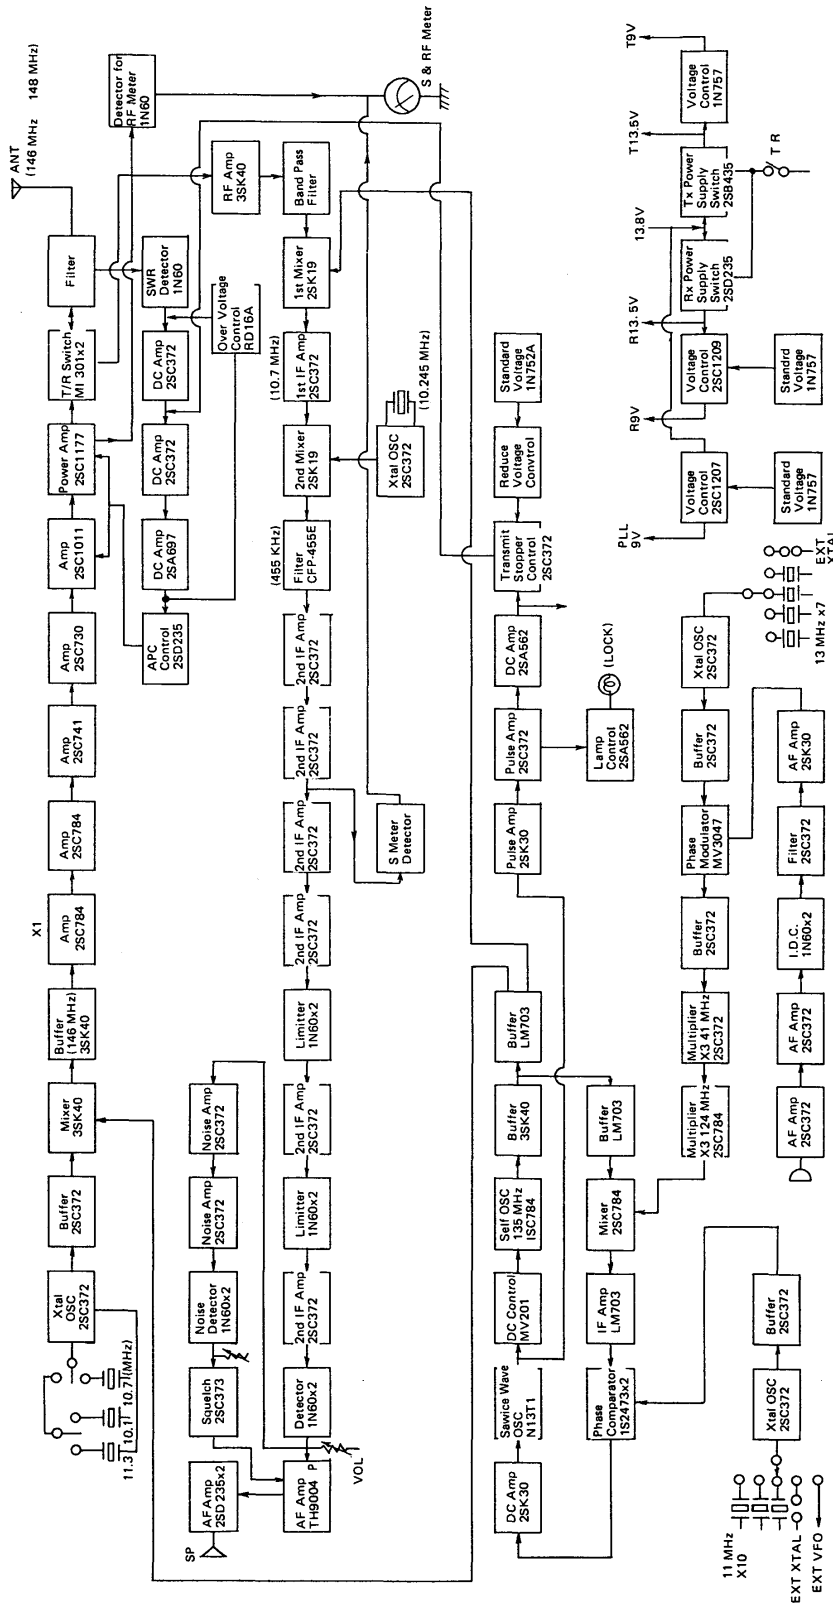 11.3 10.1 10.7 (MHz)
Xtal
OSC
2SC372
Buffer
2SC372
Mixer
3SK40
Buffer
(146 MHz)
3SK40
X1
Amp
2SC784
Amp
2SC784
Amp
2SC741
Amp
2SC730
Amp
2SC1011
Power Amp
2SC1177
T/R Switch
MI 301x2
Filter
ANT
(146 MHz 148 MHz)
Detector for
RF Meter
1N60
APC
Control
2SD235
DC Amp
2SA697
DC Amp
2SC372
DC Amp
2SC372
SWR
Detector
1N60
Over Voltage
Control
RD16A
SP
AF Amp
2SD235x2
Squelch
2SC373
Noise
Detector
1N60x2
Noise Amp
2SC372
Noise Amp
2SC372
RF Amp
3SK40
AF Amp
TH9004
P
VOL
Detector
1N60x2
2nd IF Amp
2SC372
Limitter
1N60x2
2nd IF Amp
2SC372
Limitter
1N60x2
2nd IF Amp
2SC372
2nd IF Amp
2SC372
2nd IF Amp
2SC372
2nd IF Amp
2SC372
(455 KHz)
Filter
CFP-455E
2nd Mixer
2SK19
(10.7 MHz)
1st IF Amp
2SC372
1st Mixer
2SK19
Band Pass
Filter
S Meter
Detector
Xtal OSC
2SC372
(10.245 MHz)
S & RF Meter
DC Amp
2SK30
Sawice Wave
OSC
N13T1
DC Control
MV201
Self OSC
135 MHz
ISC784
Buffer
3SK40
Buffer
LM703
Pulse Amp
2SK30
Pulse Amp
2SC372
DC Amp
2SA562
Transmit
Stopper
Control
2SC372
Reduce
Voltage
Convtrol
Standard
Voltage
1N752A
Phase
Comparator
1S2473x2
IF Amp
LM703
Mixer
2SC784
Buffer
LM703
Lamp
Control
2SA562
(LOCK)
11 MHz
X10
EXT XTAL
EXT VFO
Xtal OSC
2SC372
Buffer
2SC372
Multiplier
X3 124 MHz
2SC784
Multiplier
X3 41 MHz
2SC372
Buffer
2SC372
Phase
Modulator
MV3047
Buffer
2SC372
Xtal OSC
2SC372
13 MHz x7
EXT
XTAL
AF Amp
2SC372
AF Amp
2SC372
I.D.C.
1N60x2
Filter
2SC372
AF Amp
2SK30
PLL
9V
R9V
R13.5V
13.8V
T13.5V
T9V
Voltage
Control
2SC1207
Voltage
Control
2SC1209
Rx Power
Supply
Switch
2SD235
Tx Power
Supply
Switch
2SB435
Voltage
Control
1N757
Standard
Voltage
1N757
Standrd
Voltage
1N757
T R